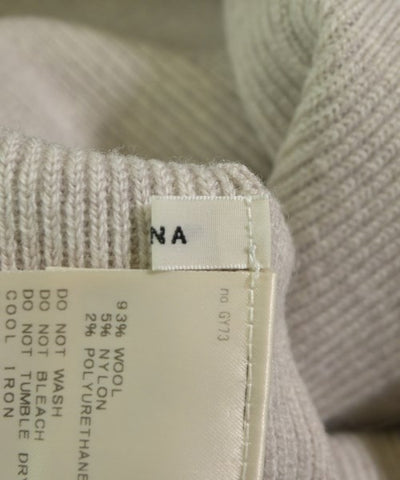 NA
no. GY73
93% WOOL
5% NYLON
2% POLYURETHANE
DO NOT WASH
DO NOT BLEACH
DO NOT TUMBLE DRY
COOL IRON